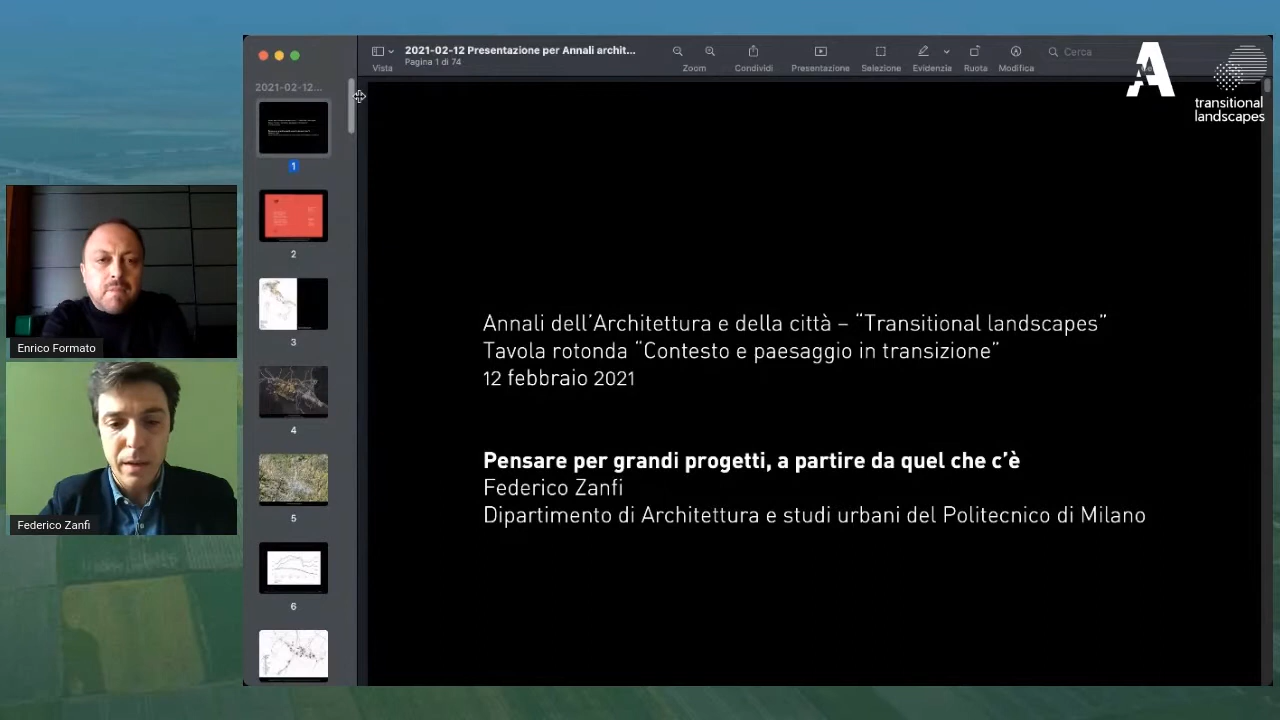 2021-02-12 Presentazione per Annali archit...
Pagina 1 di 74
Vista
Zoom
Condividi
Presentazione
Selezione
Evidenzia
Ruota
Modifica
Cerca
A
transitional
landscapes
2021-02-12...
1
2
3
4
5
6
Enrico Formato
Federico Zanfi
Annali dell'Architettura e della città – “Transitional landscapes”
Tavola rotonda “Contesto e paesaggio in transizione”
12 febbraio 2021
Pensare per grandi progetti, a partire da quel che c'è
Federico Zanfi
Dipartimento di Architettura e studi urbani del Politecnico di Milano